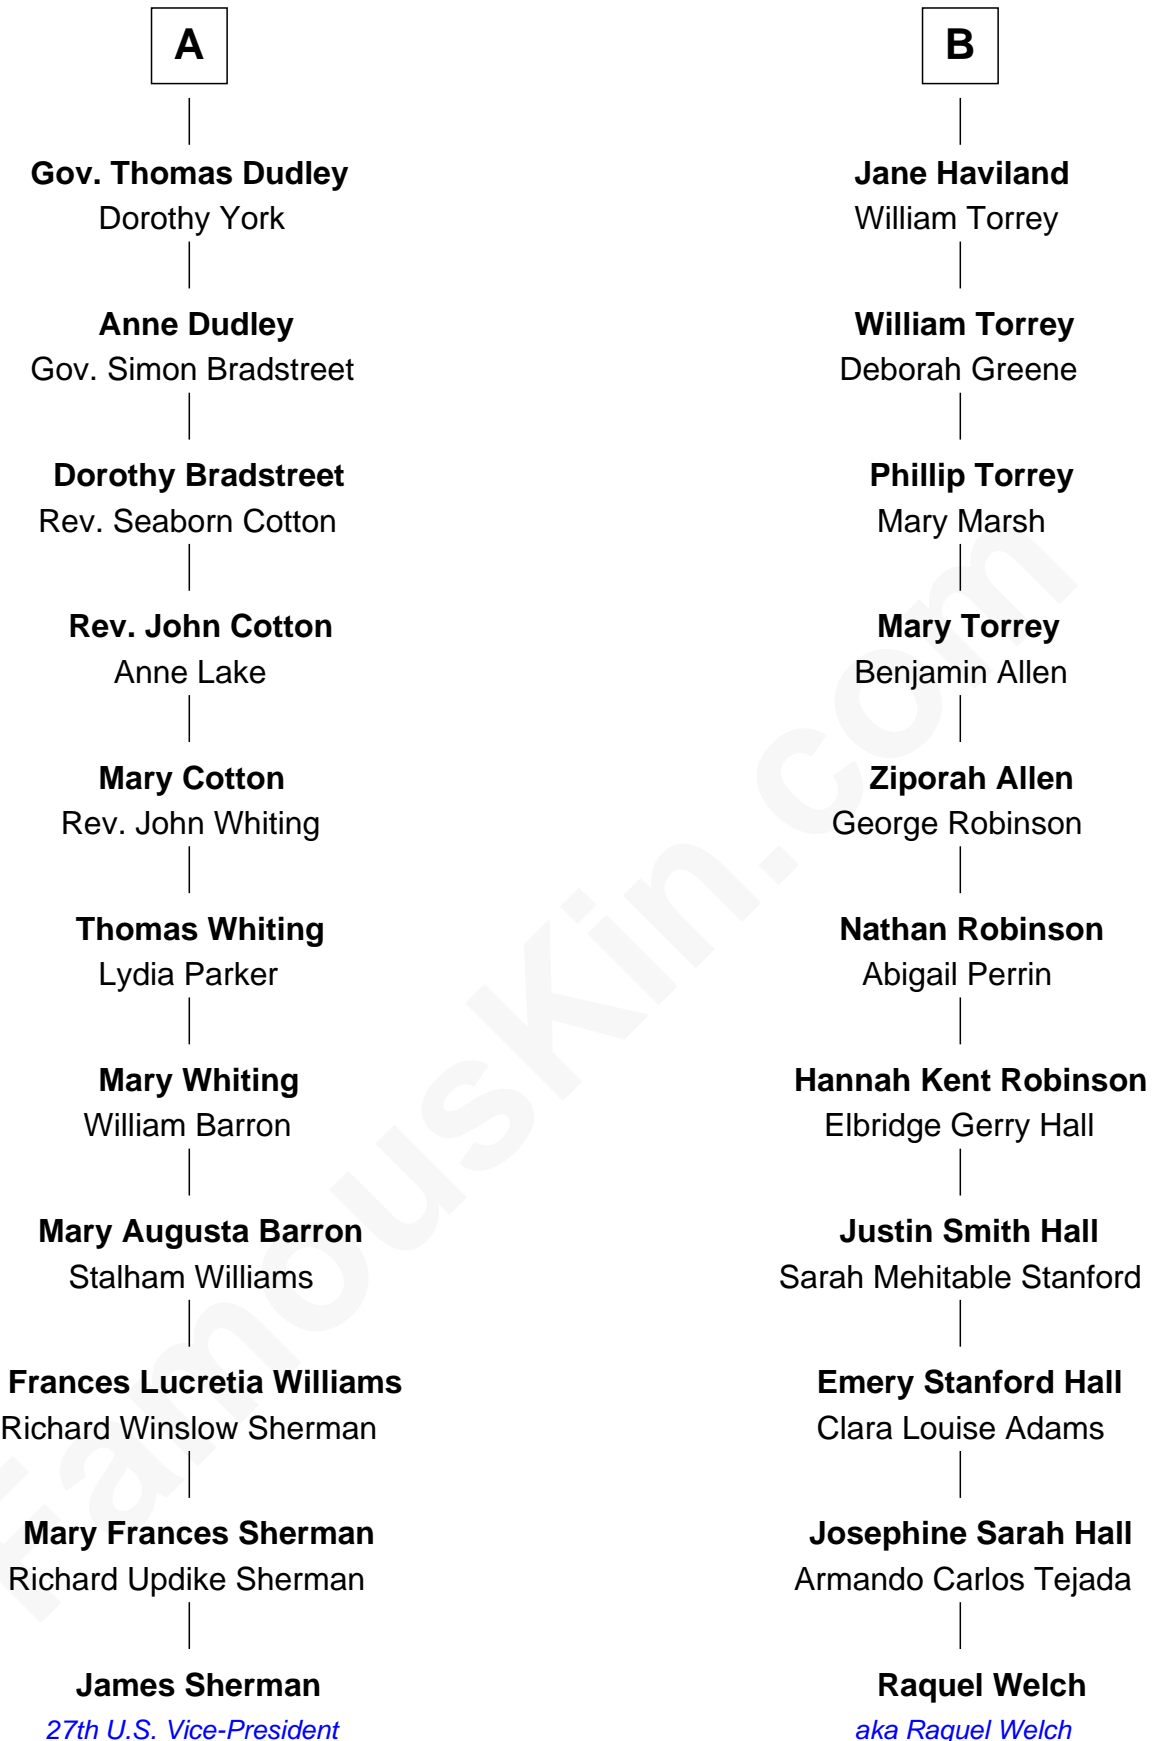 A
Gov. Thomas Dudley
Dorothy York
Anne Dudley
Gov. Simon Bradstreet
Dorothy Bradstreet
Rev. Seaborn Cotton
Rev. John Cotton
Anne Lake
Mary Cotton
Rev. John Whiting
Thomas Whiting
Lydia Parker
Mary Whiting
William Barron
Mary Augusta Barron
Stalham Williams
Frances Lucretia Williams
Richard Winslow Sherman
Mary Frances Sherman
Richard Updike Sherman
James Sherman
27th U.S. Vice-President
B
Jane Haviland
William Torrey
William Torrey
Deborah Greene
Phillip Torrey
Mary Marsh
Mary Torrey
Benjamin Allen
Ziporah Allen
George Robinson
Nathan Robinson
Abigail Perrin
Hannah Kent Robinson
Elbridge Gerry Hall
Justin Smith Hall
Sarah Mehitable Stanford
Emery Stanford Hall
Clara Louise Adams
Josephine Sarah Hall
Armando Carlos Tejada
Raquel Welch
aka Raquel Welch
FamousKin.com